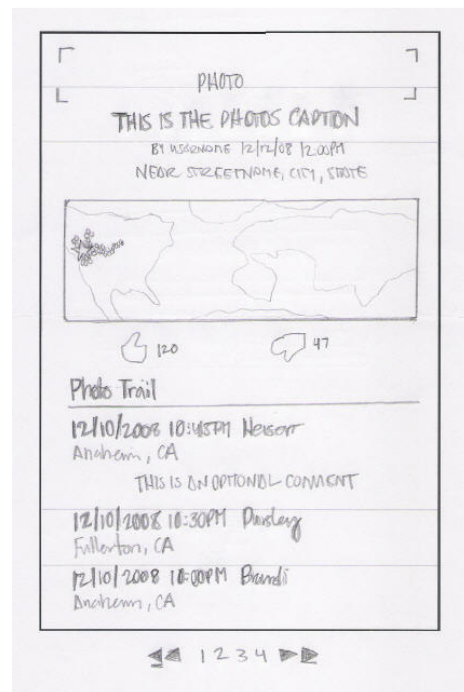 PHOTO
THIS IS THE PHOTOS CAPTION
BY USERNAME 12/12/08 12:00PM
NEAR STREETNAME, CITY, STATE
120
47
Photo Trail
12/10/2008 10:45PM
Anaheim, CA
THIS IS AN OPTIONAL COMMENT
12/10/2008 10:30PM
Fullerton, CA
12/10/2008 10:00PM Brandi
Anaheim, CA
1 2 3 4